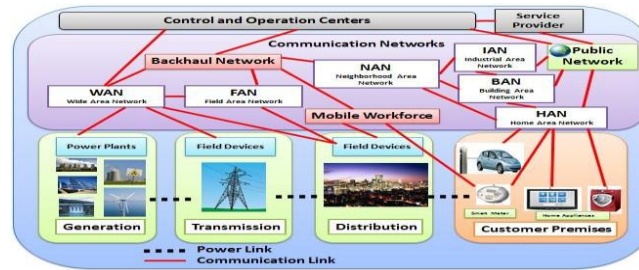 Control and Operation Centers
Service
Provider
Communication Networks
Backhaul Network
NAN
Neighborhood Area
Network
IAN
Industrial Area
Network
Public
Network
BAN
Building Area
Network
WAN
Wide Area Network
FAN
Field Area Network
Mobile Workforce
HAN
Home Area Network
Power Plants
Field Devices
Field Devices
Smart Meter
Home Appliances
Generation
Transmission
Distribution
Customer Premises
Power Link
Communication Link